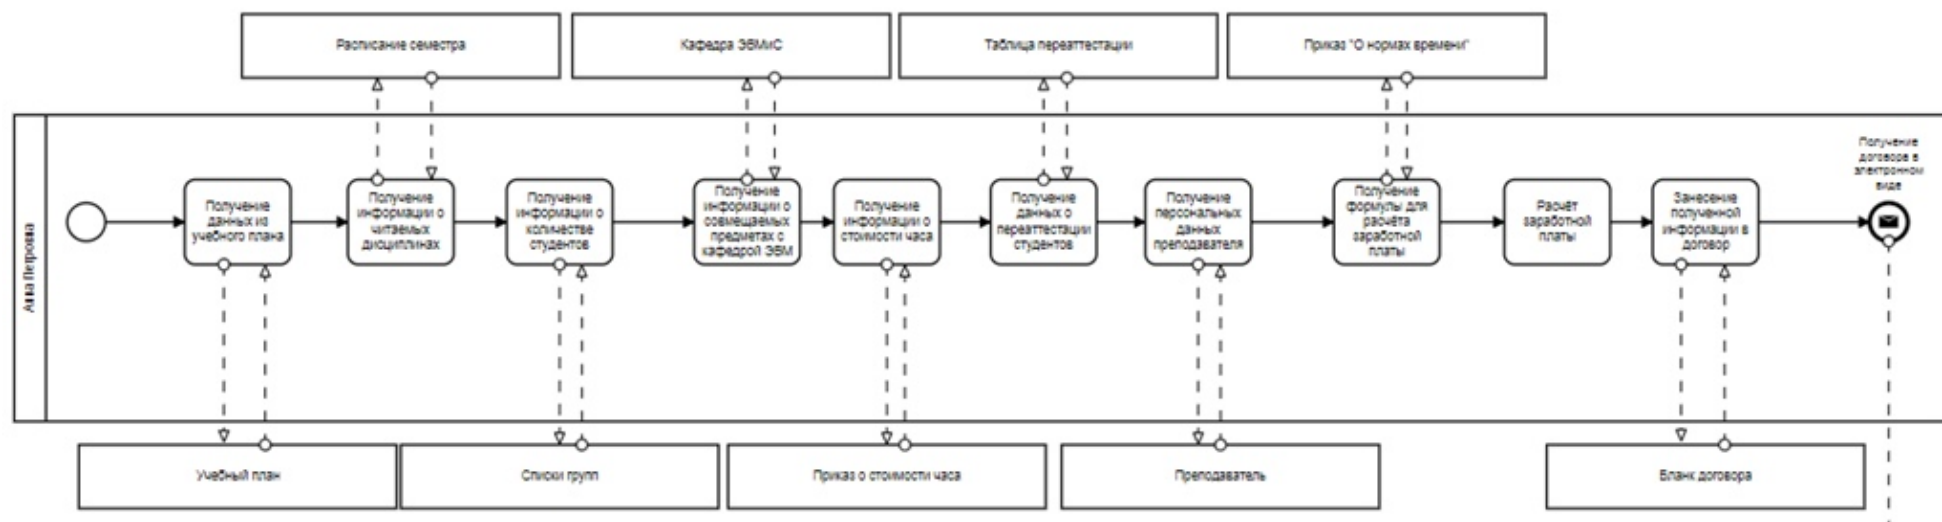 Расписание семестра
Кафедра ЭВМиС
Таблица переаттестации
Приказ "О нормах времени"
Анна Петровна
Получение
данных из
учебного плана
Получение
информации о
читаемых
дисциплинах
Получение
информации о
количестве
студентов
Получение
информации о
совмещаемых
предметах с
кафедрой ЭВМ
Получение
информации о
стоимости часа
Получение
данных о
переаттестации
студентов
Получение
персональных
данных
преподавателя
Получение
формулы для
расчёта
заработной
платы
Расчёт
заработной
платы
Занесение
полученной
информации в
договор
Получение
договора в
электронном
виде
Учебный план
Списки групп
Приказ о стоимости часа
Преподаватель
Бланк договора